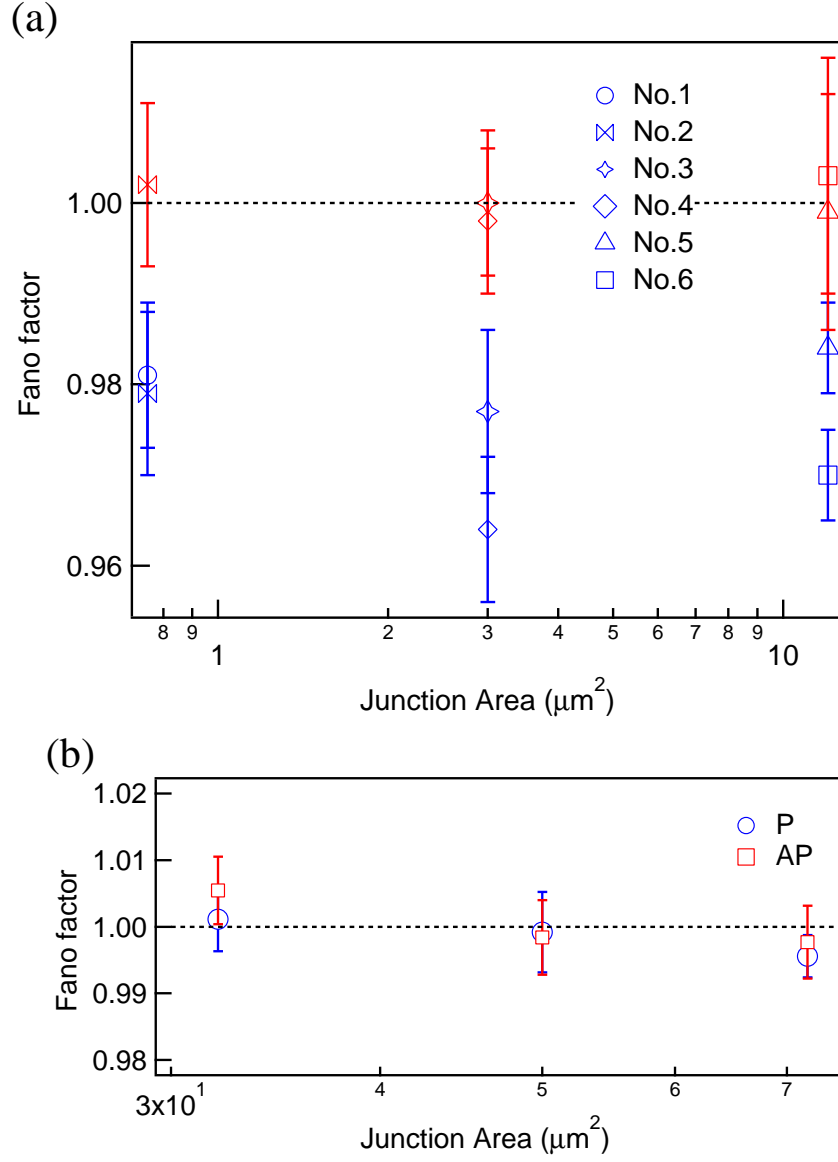 (a)
No.1
No.2
No.3
No.4
No.5
No.6
1.00
0.98
0.96
Fano factor
8 9 1 2 3 4 5 6 7 8 9 10
Junction Area (μm²)
(b)
P
AP
1.02
1.01
1.00
0.99
0.98
Fano factor
3x10¹ 4 5 6 7
Junction Area (μm²)